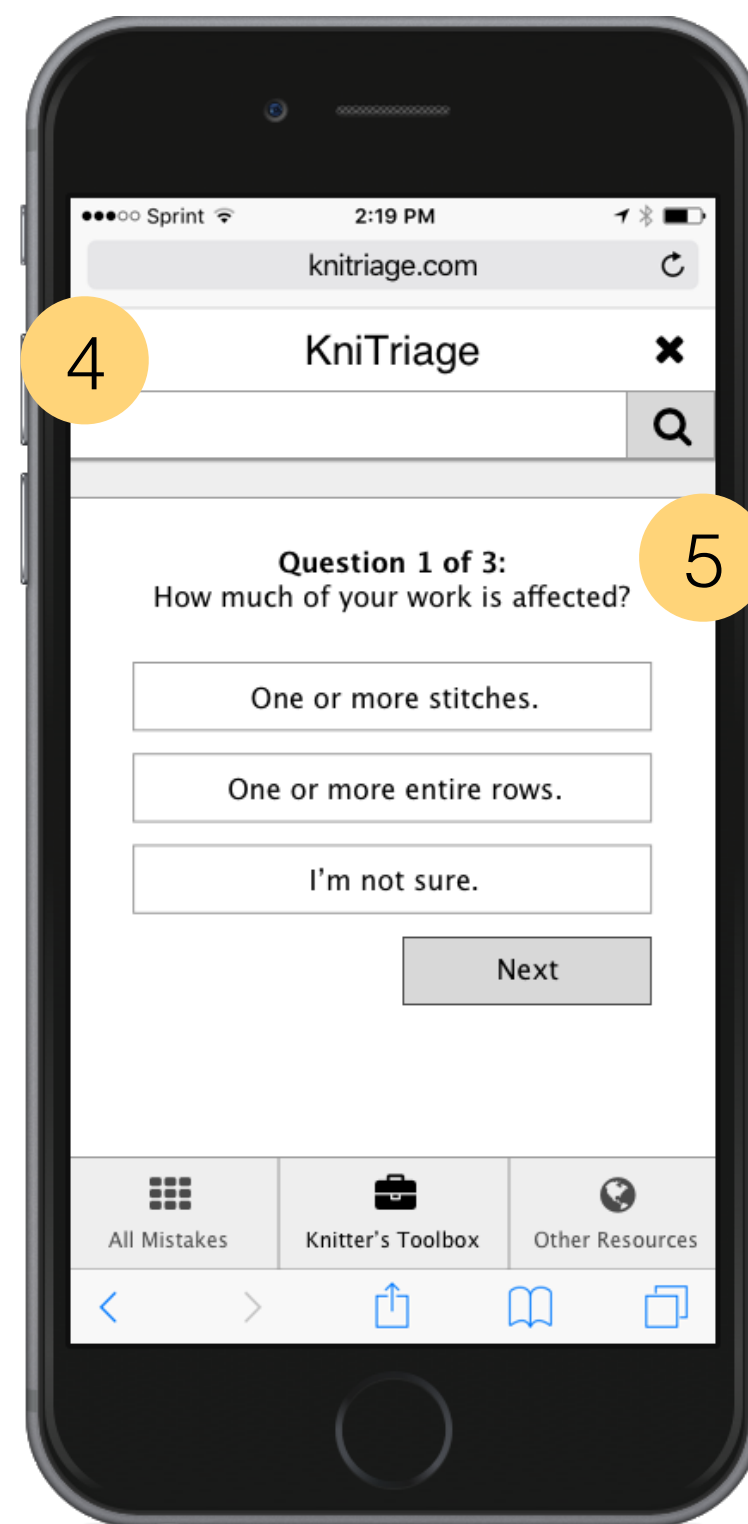 Sprint 2:19 PM
knitriage.com
4
KniTriage
5
Question 1 of 3:
How much of your work is affected?
One or more stitches.
One or more entire rows.
I'm not sure.
Next
All Mistakes Knitter's Toolbox Other Resources